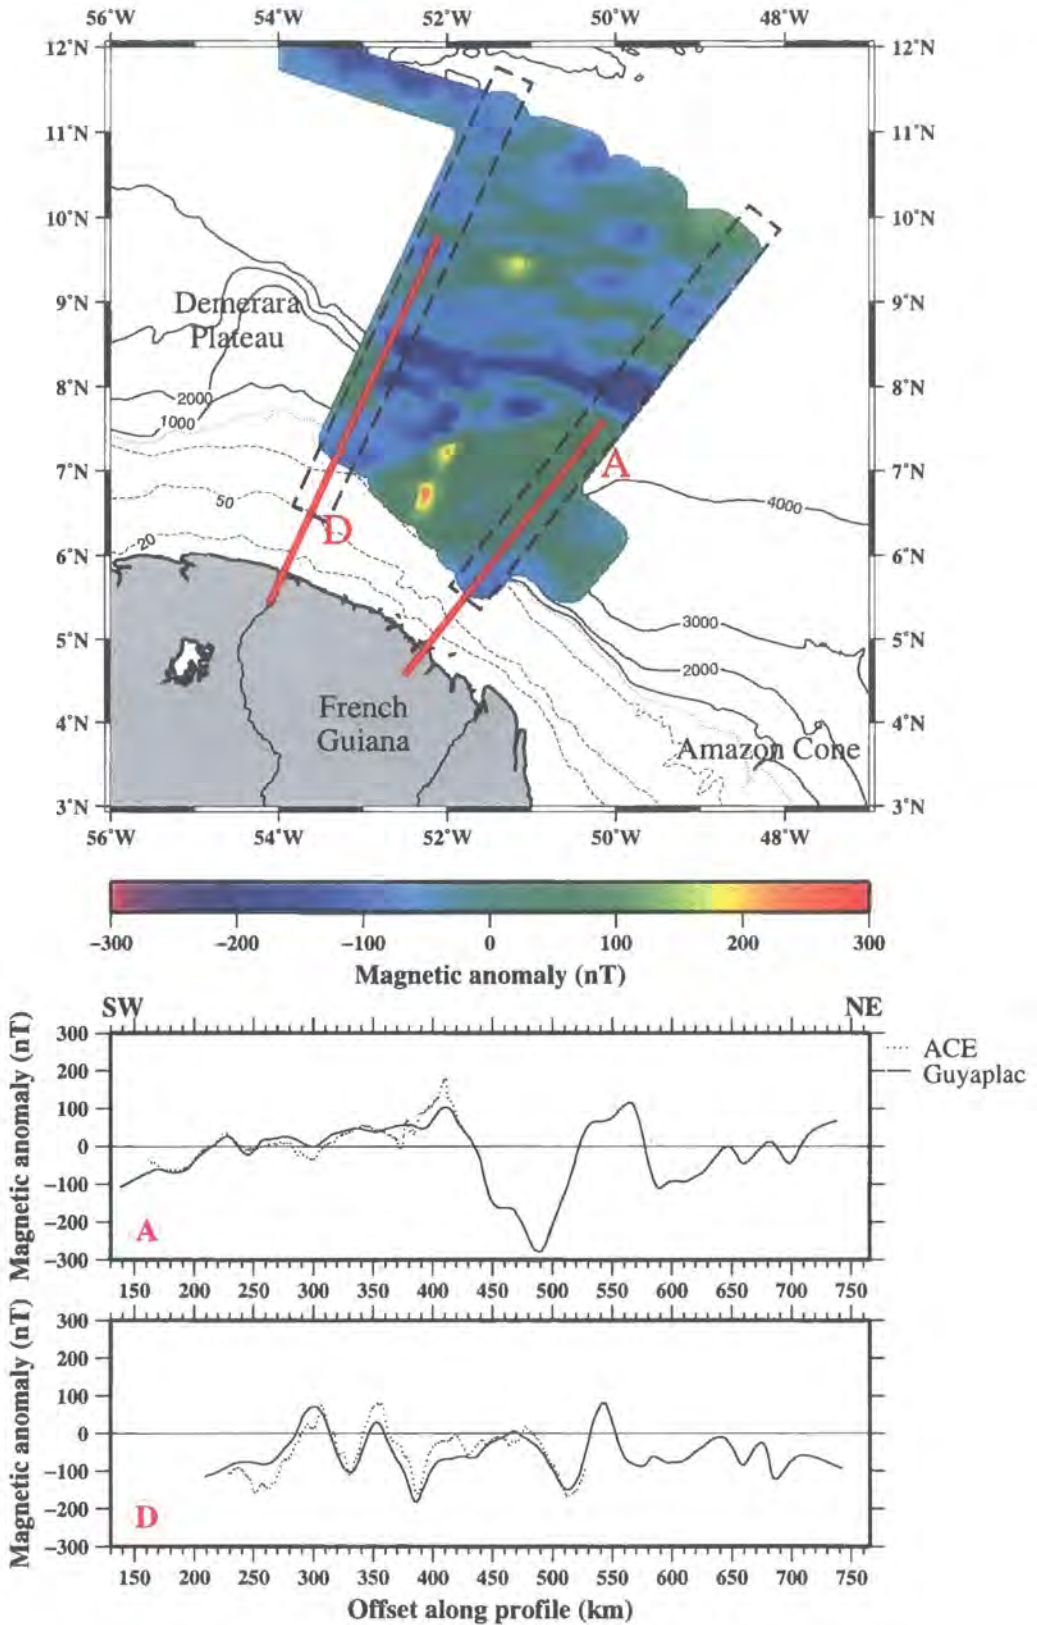 56°W 54°W 52°W 50°W 48°W
12°N 12°N
11°N 11°N
10°N 10°N
9°N 9°N
Demerara
Plateau
8°N 8°N
2000
1000
7°N A 7°N
4000
50
D
20
6°N 6°N
5°N 3000 5°N
2000
French
Guiana
4°N 4°N
Amazon Cone
3°N 3°N
56°W 54°W 52°W 50°W 48°W
−300 −200 −100 0 100 200 300
Magnetic anomaly (nT)
SW NE
Magnetic anomaly (nT)
300
200
100
0
−100
−200
−300
A
ACE
Guyaplac
150 200 250 300 350 400 450 500 550 600 650 700 750
Magnetic anomaly (nT)
300
200
100
0
−100
−200
−300
D
150 200 250 300 350 400 450 500 550 600 650 700 750
Offset along profile (km)